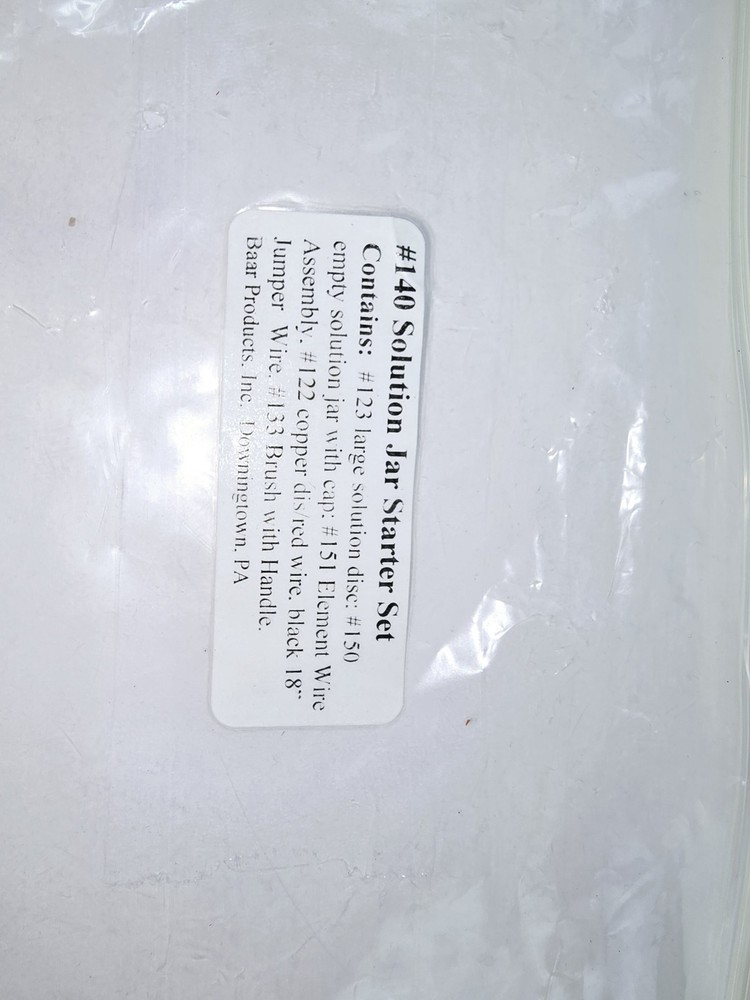 #140 Solution Jar Starter Set
Contains: #123 large solution disc; #150
empty solution jar with cap; #151 Element Wire
Assembly, #122 copper dis/red wire, black 18"
Jumper Wire, #133 Brush with Handle.
Baar Products, Inc. Downingtown, PA